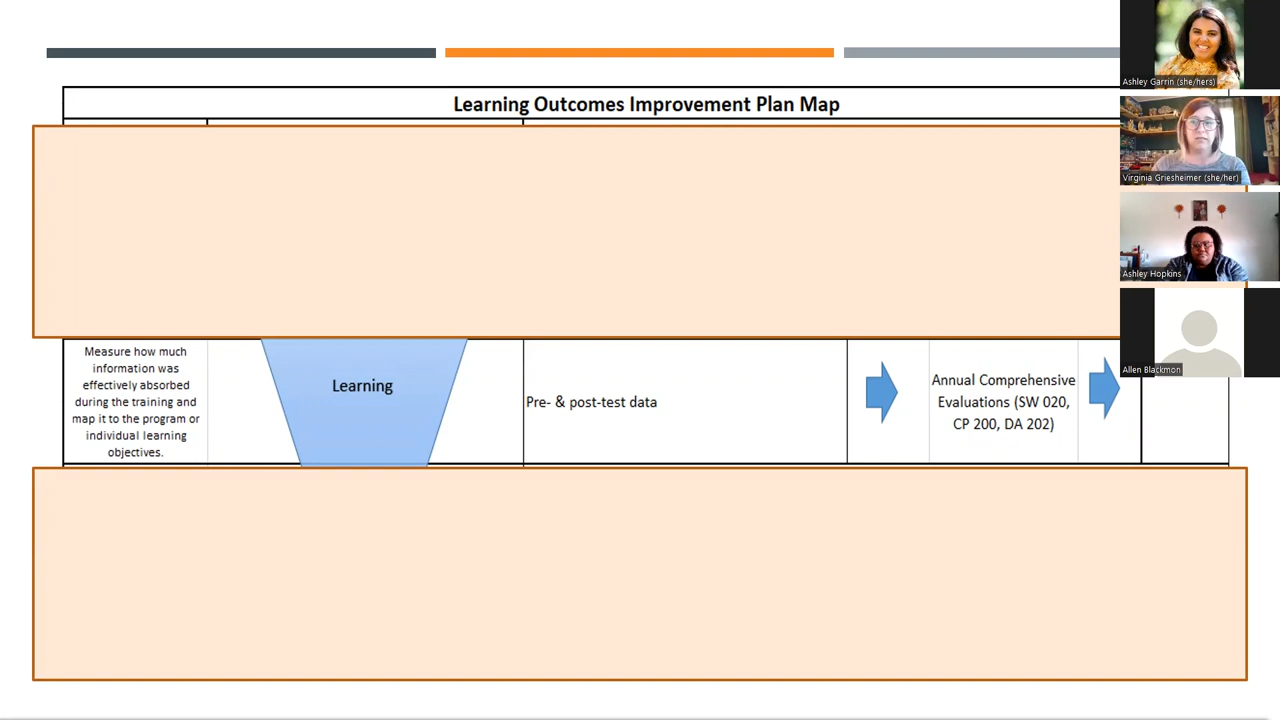 Learning Outcomes Improvement Plan Map
Measure how much
information was
effectively absorbed
during the training and
map it to the program or
individual learning
objectives.
Learning
Pre- & post-test data
Annual Comprehensive
Evaluations (SW 020,
CP 200, DA 202)
Ashley Garrin (she/hers)
Virginia Griesheimer (she/her)
Ashley Hopkins
Allen Blackmon